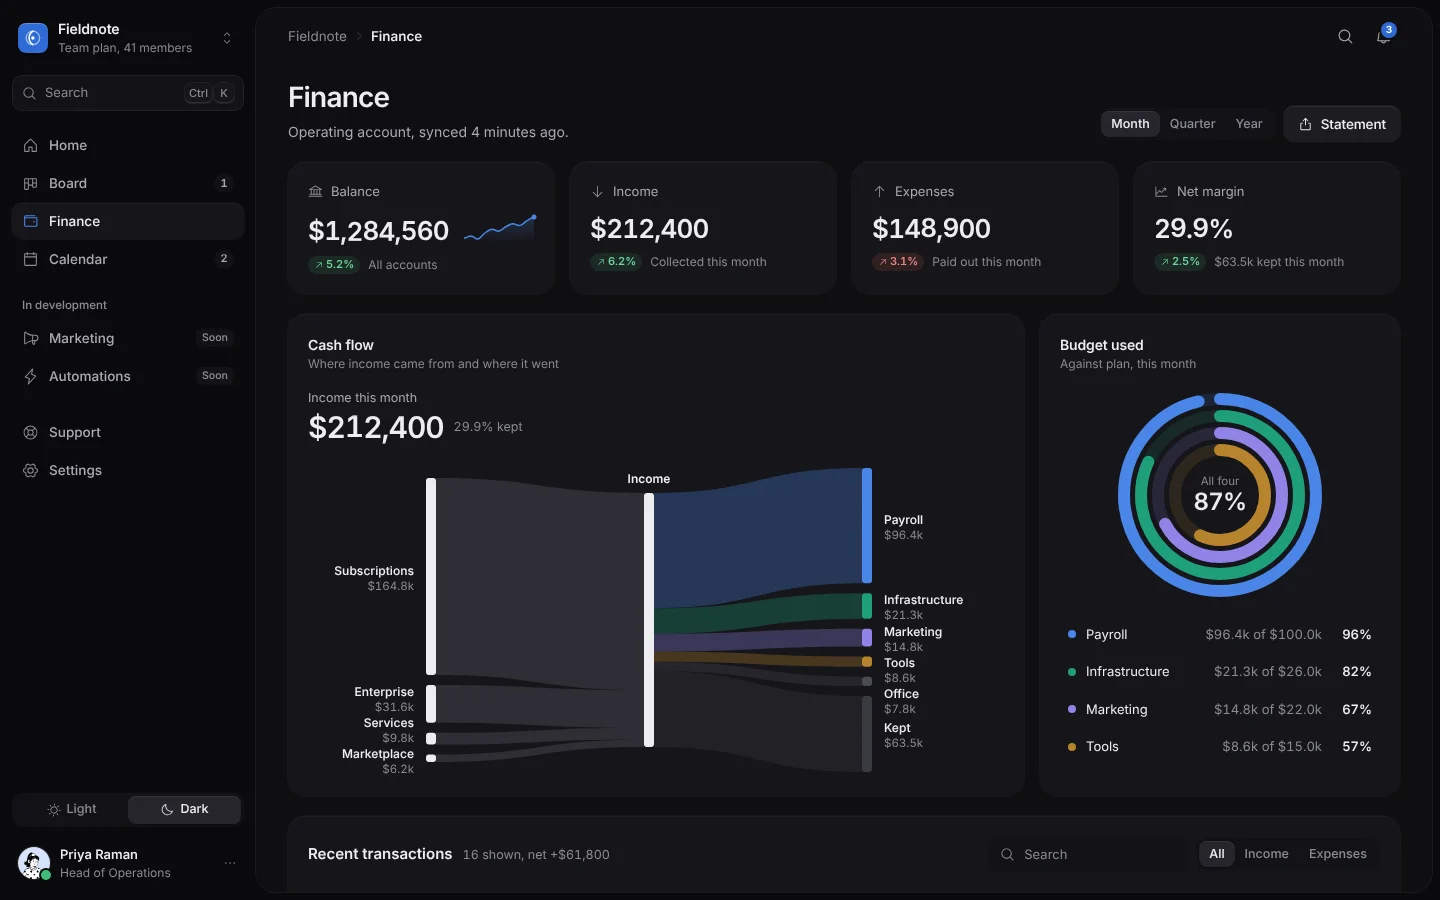 Fieldnote
Team plan, 41 members
Search
Ctrl K
Home
Board 1
Finance
Calendar 2
In development
Marketing Soon
Automations Soon
Support
Settings
Light Dark
Priya Raman
Head of Operations
Fieldnote Finance
3
Finance
Operating account, synced 4 minutes ago.
Month Quarter Year
Statement
Balance
$1,284,560
5.2% All accounts
Income
$212,400
6.2% Collected this month
Expenses
$148,900
3.1% Paid out this month
Net margin
29.9%
2.5% $63.5k kept this month
Cash flow
Where income came from and where it went
Income this month
$212,400 29.9% kept
Subscriptions
$164.8k
Enterprise
$31.6k
Services
$9.8k
Marketplace
$6.2k
Income
Payroll
$96.4k
Infrastructure
$21.3k
Marketing
$14.8k
Tools
$8.6k
Office
$7.8k
Kept
$63.5k
Budget used
Against plan, this month
All four
87%
Payroll $96.4k of $100.0k 96%
Infrastructure $21.3k of $26.0k 82%
Marketing $14.8k of $22.0k 67%
Tools $8.6k of $15.0k 57%
Recent transactions 16 shown, net +$61,800
Search
All Income Expenses